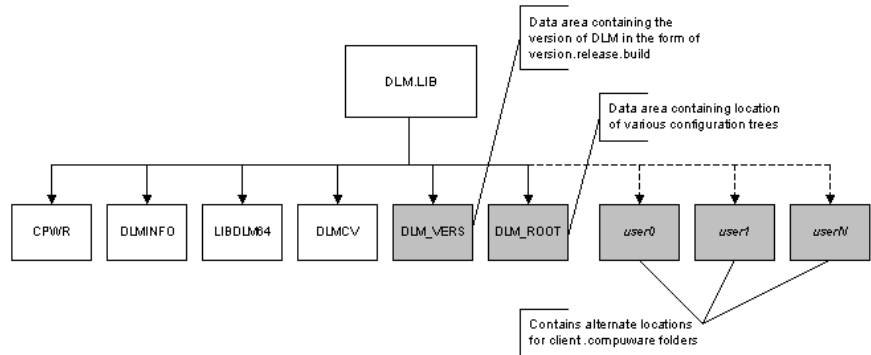 Data area containing the
version of DLM in the form of
version.release.build
DLM.LIB
Data area containing location
of various configuration trees
CPWR
DLMINFO
LIBDLM64
DLMCV
DLM_VERS
DLM_ROOT
user0
user1
userN
Contains alternate locations
for client .compuware folders